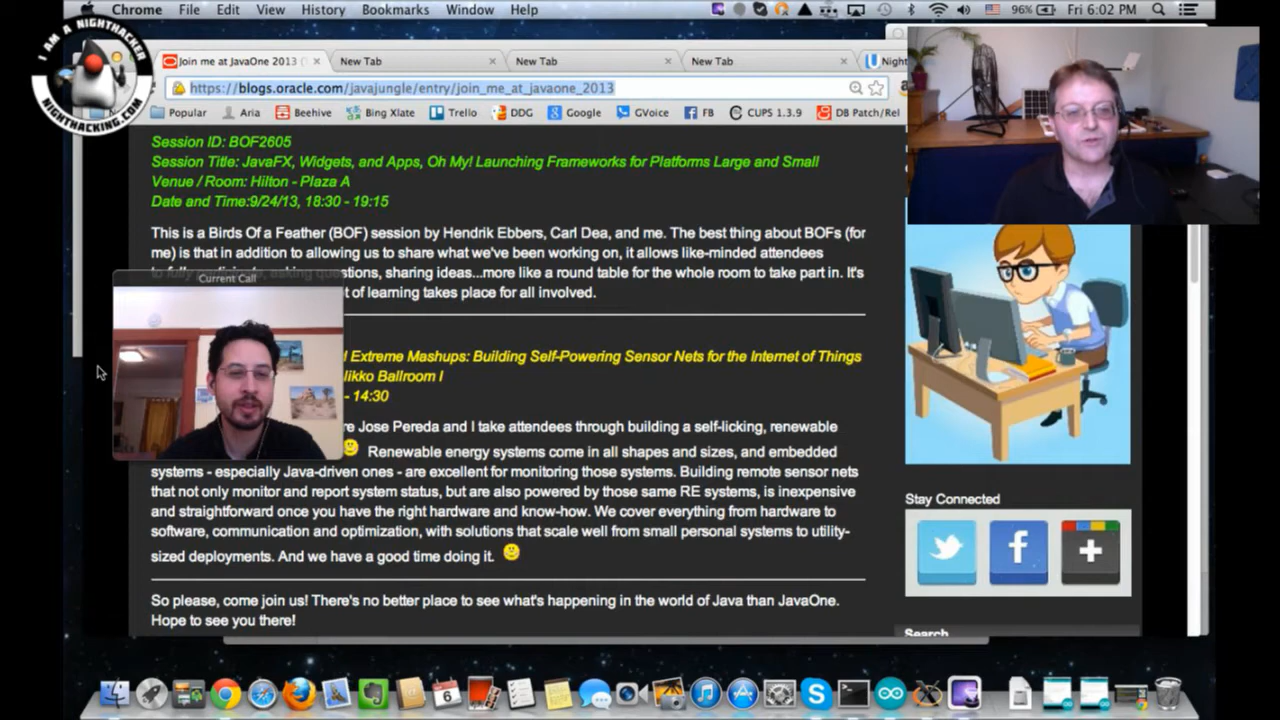 I AM A NIGHTHACKER
NIGHTHACKING.COM
Chrome File Edit View History Bookmarks Window Help
96% Fri 6:02 PM
Join me at JavaOne 2013 (
New Tab
New Tab
New Tab
Night
https://blogs.oracle.com/javajungle/entry/join_me_at_javaone_2013
Popular Aria Beehive Bing Xlate Trello DDG Google GVoice FB CUPS 1.3.9 DB Patch/Rel
Session ID: BOF2605
Session Title: JavaFX, Widgets, and Apps, Oh My! Launching Frameworks for Platforms Large and Small
Venue / Room: Hilton - Plaza A
Date and Time:9/24/13, 18:30 - 19:15
This is a Birds Of a Feather (BOF) session by Hendrik Ebbers, Carl Dea, and me. The best thing about BOFs (for
me) is that in addition to allowing us to share what we've been working on, it allows like-minded attendees
to fully participate, asking questions, sharing ideas...more like a round table for the whole room to take part in. It's
t of learning takes place for all involved.
Current Call
! Extreme Mashups: Building Self-Powering Sensor Nets for the Internet of Things
Nikko Ballroom I
- 14:30
re Jose Pereda and I take attendees through building a self-licking, renewable
Renewable energy systems come in all shapes and sizes, and embedded
systems - especially Java-driven ones - are excellent for monitoring those systems. Building remote sensor nets
that not only monitor and report system status, but are also powered by those same RE systems, is inexpensive
and straightforward once you have the right hardware and know-how. We cover everything from hardware to
software, communication and optimization, with solutions that scale well from small personal systems to utility-
sized deployments. And we have a good time doing it.
So please, come join us! There's no better place to see what's happening in the world of Java than JavaOne.
Hope to see you there!
Stay Connected
Search
6